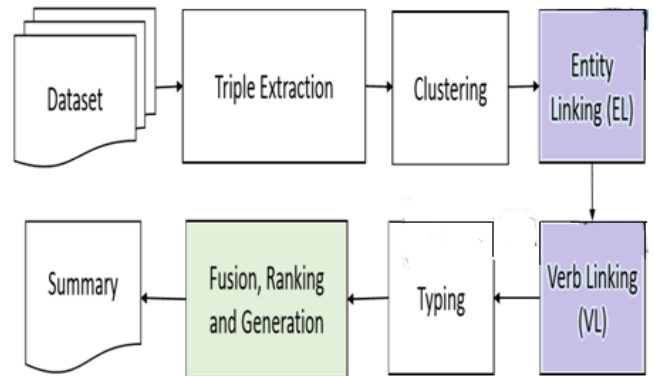 Dataset
Triple Extraction
Clustering
Entity
Linking (EL)
Verb Linking
(VL)
Typing
Fusion, Ranking
and Generation
Summary